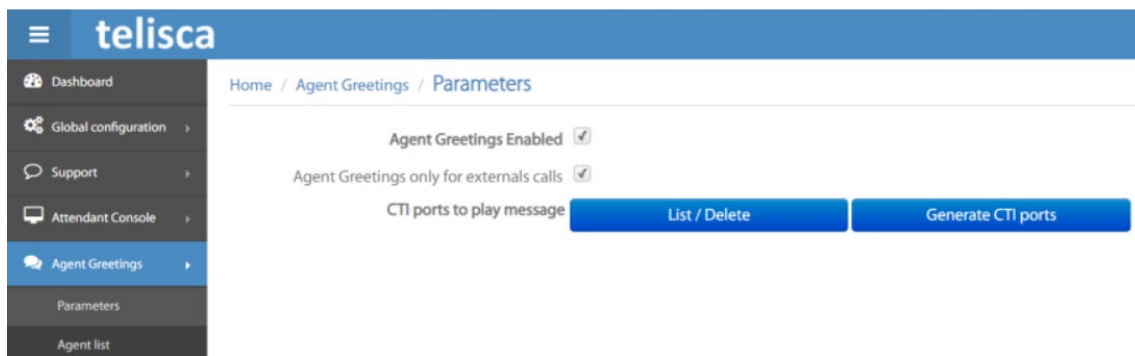 telisca
Dashboard
Global configuration
Support
Attendant Console
Agent Greetings
Parameters
Agent list
Home / Agent Greetings / Parameters
Agent Greetings Enabled
Agent Greetings only for externals calls
CTI ports to play message
List / Delete
Generate CTI ports